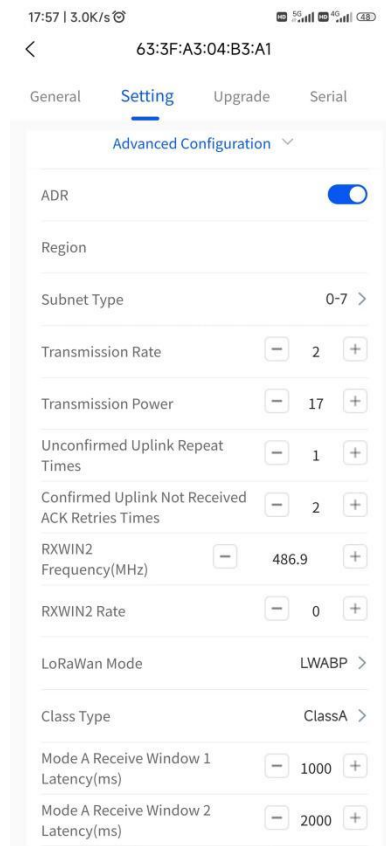 17:57 | 3.0K/s
HD 5G HD 4G 48
63:3F:A3:04:B3:A1
General Setting Upgrade Serial
Advanced Configuration
ADR
Region
Subnet Type 0-7 >
Transmission Rate − 2 +
Transmission Power − 17 +
Unconfirmed Uplink Repeat
Times − 1 +
Confirmed Uplink Not Received
ACK Retries Times − 2 +
RXWIN2
Frequency(MHz) − 486.9 +
RXWIN2 Rate − 0 +
LoRaWan Mode LWABP >
Class Type ClassA >
Mode A Receive Window 1
Latency(ms) − 1000 +
Mode A Receive Window 2
Latency(ms) − 2000 +